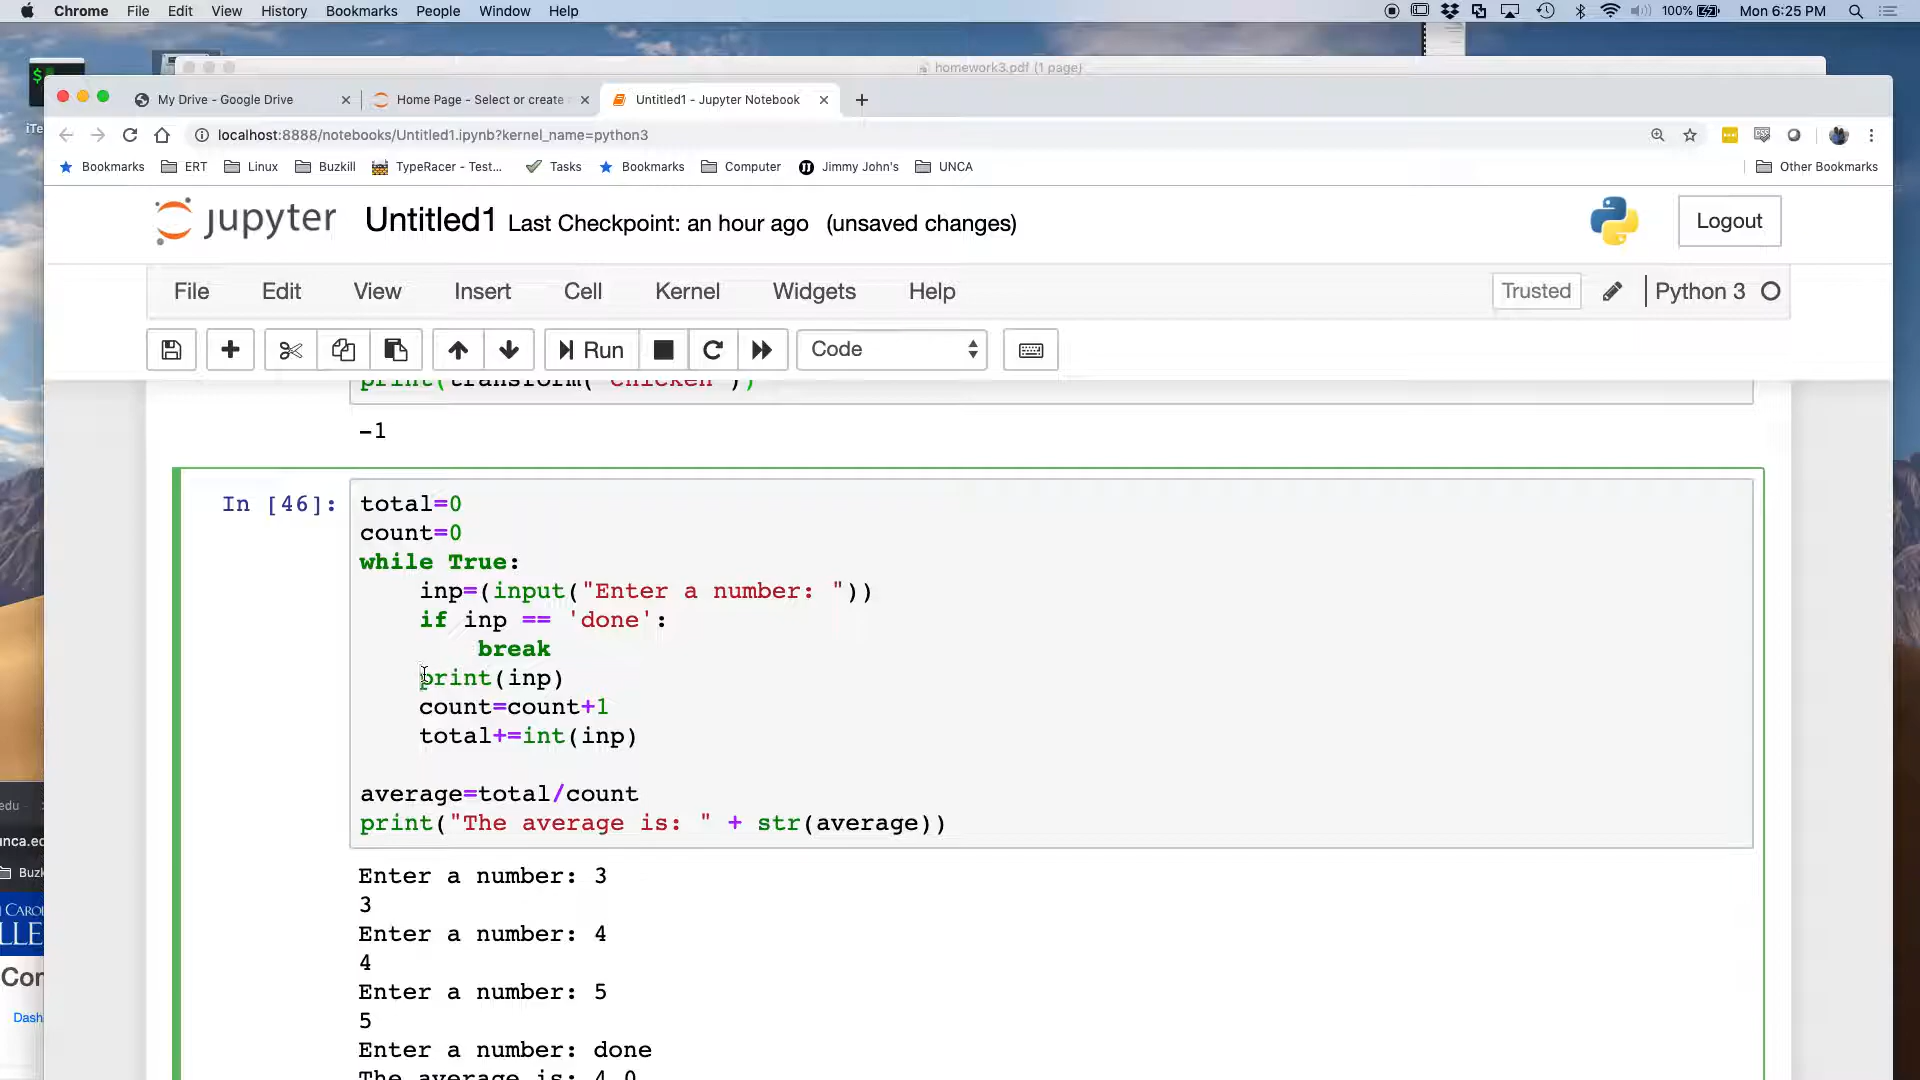 Chrome File Edit View History Bookmarks People Window Help 100% Mon 6:25 PM
homework3.pdf (1 page)
My Drive - Google Drive Home Page - Select or create Untitled1 - Jupyter Notebook
localhost:8888/notebooks/Untitled1.ipynb?kernel_name=python3
Bookmarks ERT Linux Buzkill TypeRacer - Test... Tasks Bookmarks Computer Jimmy John's UNCA Other Bookmarks
jupyter Untitled1 Last Checkpoint: an hour ago (unsaved changes) Logout
File Edit View Insert Cell Kernel Widgets Help Trusted Python 3
Run Code
print(transform("chicken"))
-1
In [46]: total=0
count=0
while True:
inp=(input("Enter a number: "))
if inp == 'done':
break
print(inp)
count=count+1
total+=int(inp)
average=total/count
print("The average is: " + str(average))
Enter a number: 3
3
Enter a number: 4
4
Enter a number: 5
5
Enter a number: done
The average is: 4.0
edu
unca.ed
Buzk
CARO
LLE
Cor
Dash